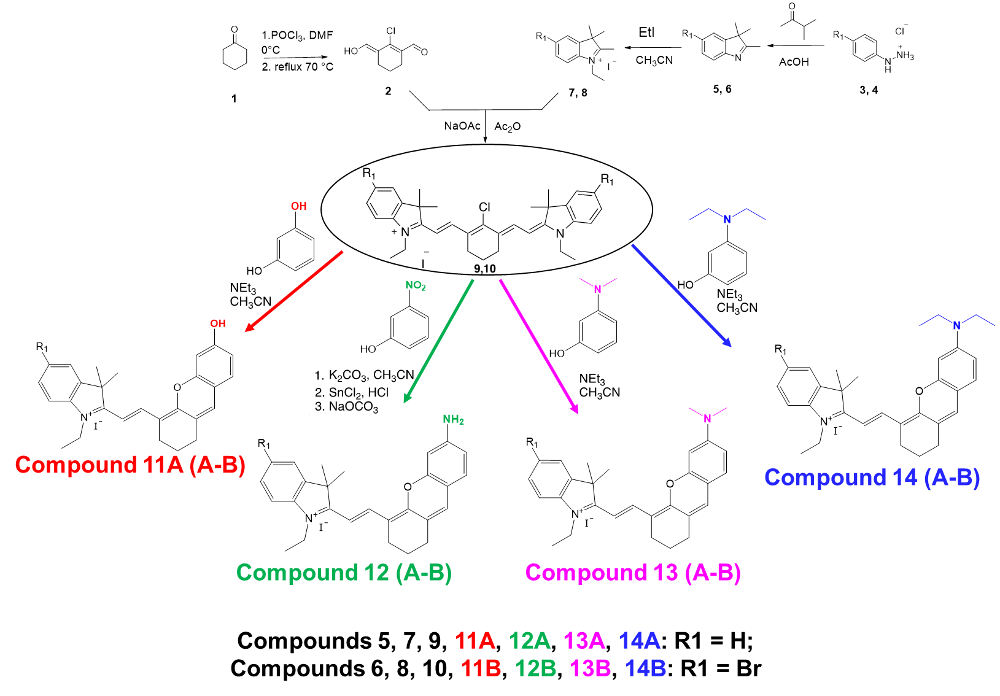 O
1.POCl3, DMF
0°C
2. reflux 70 °C
1
Cl
HO
O
2
R1
N
+
I−
7, 8
EtI
CH3CN
R1
N
5, 6
O
AcOH
R1
Cl−
N
H
+
NH3
3, 4
NaOAc
Ac2O
R1
R1
Cl
+
N
N
−
I
9,10
OH
HO
NEt3
CH3CN
NO2
HO
1. K2CO3, CH3CN
2. SnCl2, HCl
3. NaOCO3
N
HO
NEt3
CH3CN
N
HO
NEt3
CH3CN
OH
R1
O
N+
I−
Compound 11A (A-B)
NH2
R1
O
N+
I−
Compound 12 (A-B)
N
R1
O
N+
I−
Compound 13 (A-B)
N
R1
O
N+
I−
Compound 14 (A-B)
Compounds 5, 7, 9, 11A, 12A, 13A, 14A: R1 = H;
Compounds 6, 8, 10, 11B, 12B, 13B, 14B: R1 = Br